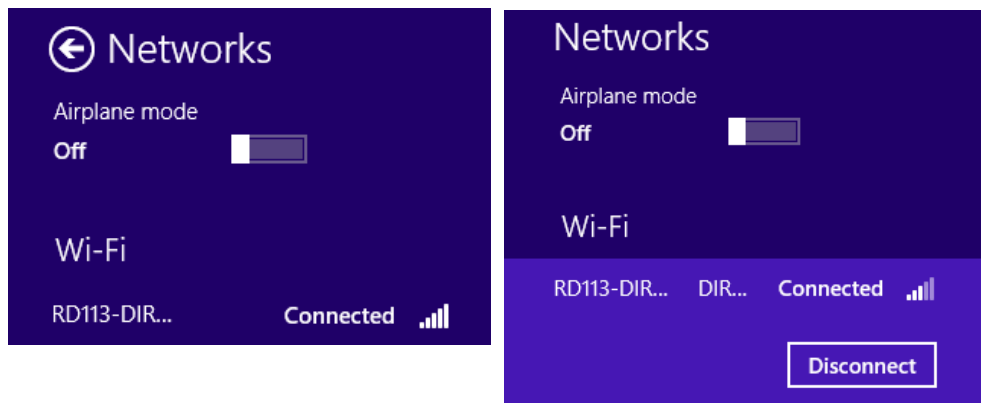 Networks
Airplane mode
Off
Wi-Fi
RD113-DIR... Connected
Networks
Airplane mode
Off
Wi-Fi
RD113-DIR... DIR... Connected
Disconnect